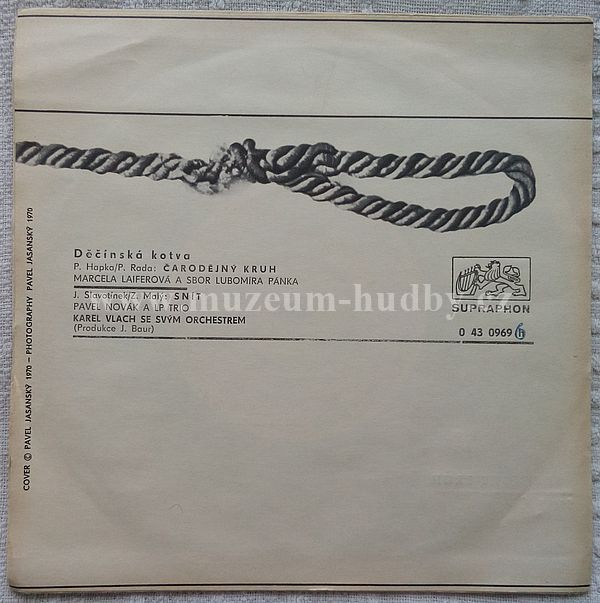 Děčínská kotva
P. Hapka/P. Rada: ČARODĚJNÝ KRUH
MARCELA LAIFEROVÁ A SBOR LUBOMÍRA PÁNKA
J. Slavotínek/Z. Malý: SNÍT
PAVEL NOVÁK A LP TRIO
KAREL VLACH SE SVÝM ORCHESTREM
(Produkce J. Baur)
SUPRAPHON
0 43 0969 h
COVER © PAVEL JASANSKÝ 1970 – PHOTOGRAPHY PAVEL JASANSKÝ 1970
www.muzeum-hudby.cz